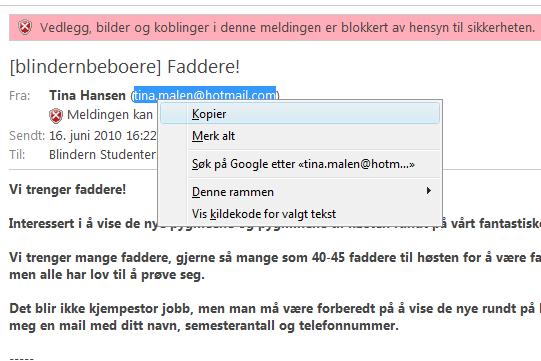 Vedlegg, bilder og koblinger i denne meldingen er blokkert av hensyn til sikkerheten.
[blindernbeboere] Faddere!
Fra: Tina Hansen (tina.malen@hotmail.com)
Meldingen kan
Sendt: 16. juni 2010 16:22
Til: Blindern Studenter
Kopier
Merk alt
Søk på Google etter «tina.malen@hotm...»
Denne rammen
Vis kildekode for valgt tekst
Vi trenger faddere!
Interessert i å vise de nye rundt på vårt fantastiske
Vi trenger mange faddere, gjerne så mange som 40-45 faddere til høsten for å være fa
men alle har lov til å prøve seg.
Det blir ikke kjempestor jobb, men man må være forberedt på å vise de nye rundt på
meg en mail med ditt navn, semesterantall og telefonnummer.
-----